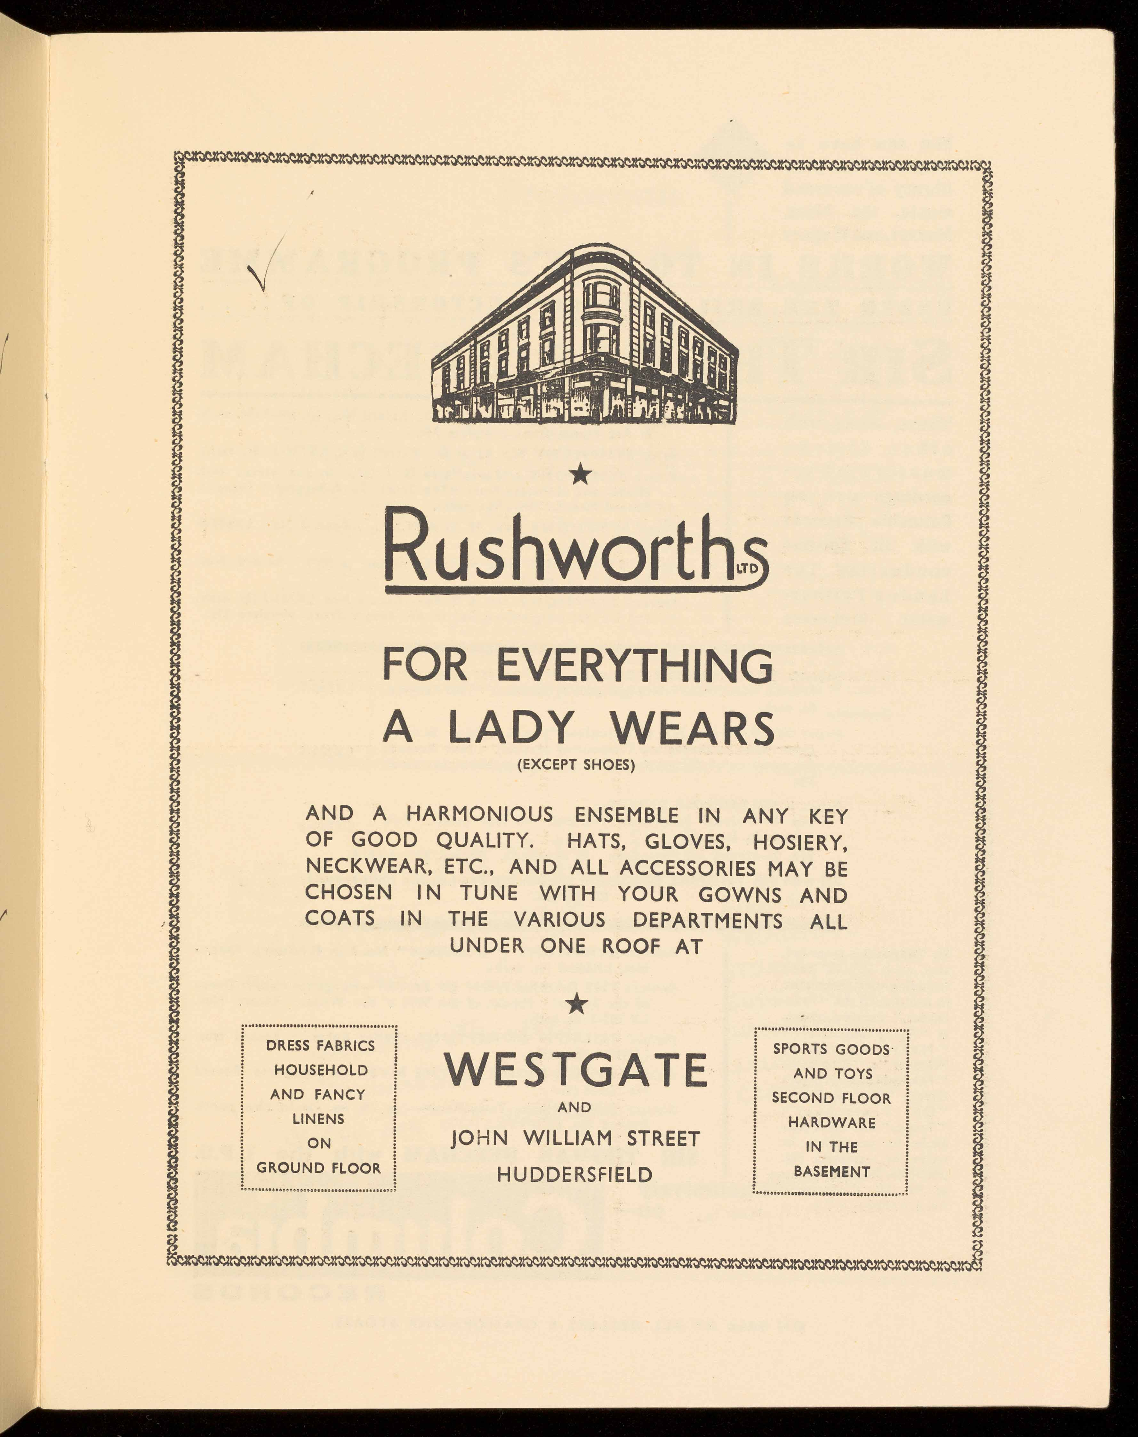 Rushworths LTD
FOR EVERYTHING
A LADY WEARS
(EXCEPT SHOES)
AND A HARMONIOUS ENSEMBLE IN ANY KEY
OF GOOD QUALITY. HATS, GLOVES, HOSIERY,
NECKWEAR, ETC., AND ALL ACCESSORIES MAY BE
CHOSEN IN TUNE WITH YOUR GOWNS AND
COATS IN THE VARIOUS DEPARTMENTS ALL
UNDER ONE ROOF AT
DRESS FABRICS
HOUSEHOLD
AND FANCY
LINENS
ON
GROUND FLOOR
WESTGATE
AND
JOHN WILLIAM STREET
HUDDERSFIELD
SPORTS GOODS
AND TOYS
SECOND FLOOR
HARDWARE
IN THE
BASEMENT